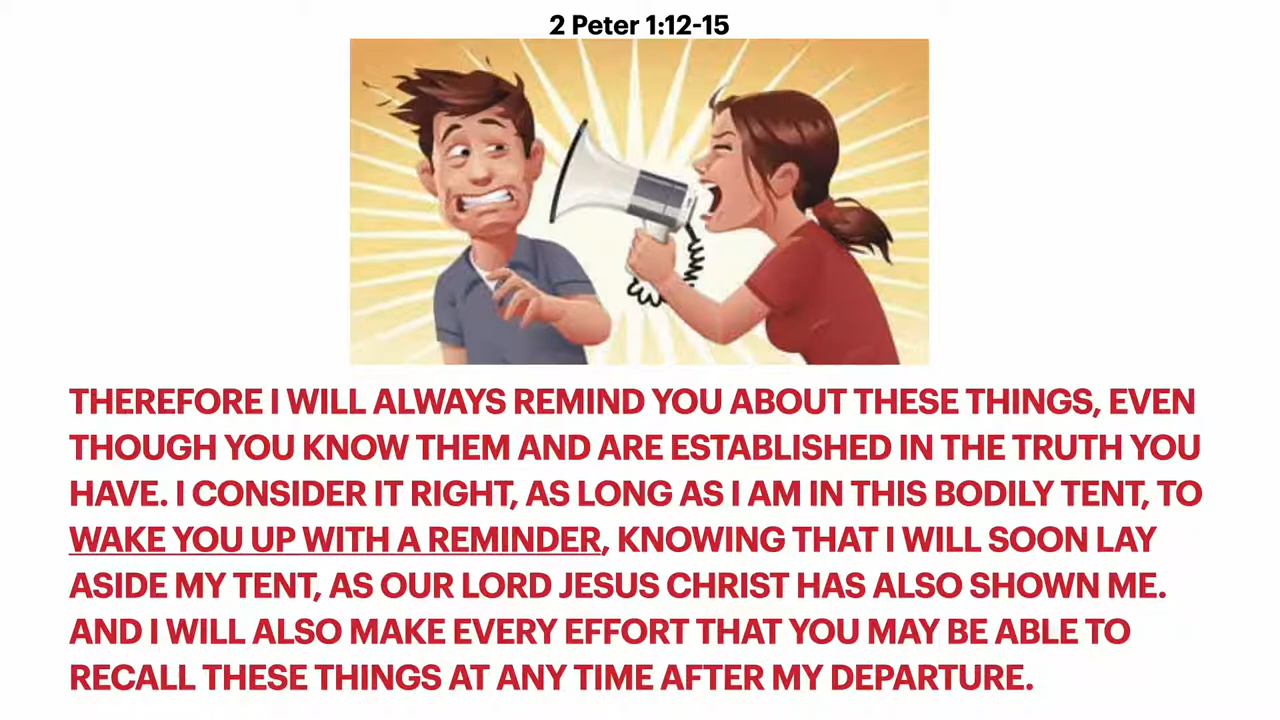 2 Peter 1:12-15
THEREFORE I WILL ALWAYS REMIND YOU ABOUT THESE THINGS, EVEN
THOUGH YOU KNOW THEM AND ARE ESTABLISHED IN THE TRUTH YOU
HAVE. I CONSIDER IT RIGHT, AS LONG AS I AM IN THIS BODILY TENT, TO
WAKE YOU UP WITH A REMINDER, KNOWING THAT I WILL SOON LAY
ASIDE MY TENT, AS OUR LORD JESUS CHRIST HAS ALSO SHOWN ME.
AND I WILL ALSO MAKE EVERY EFFORT THAT YOU MAY BE ABLE TO
RECALL THESE THINGS AT ANY TIME AFTER MY DEPARTURE.